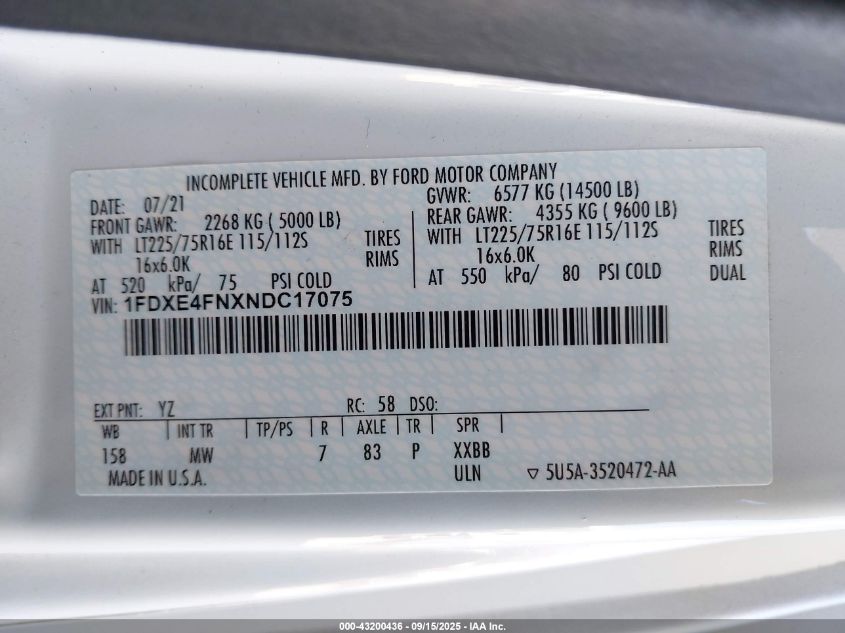 INCOMPLETE VEHICLE MFD. BY FORD MOTOR COMPANY
DATE: 07/21 GVWR: 6577 KG (14500 LB)
FRONT GAWR: 2268 KG ( 5000 LB) REAR GAWR: 4355 KG ( 9600 LB)
WITH LT225/75R16E 115/112S TIRES WITH LT225/75R16E 115/112S TIRES
16x6.0K RIMS 16x6.0K RIMS
AT 520 kPa/ 75 PSI COLD AT 550 kPa/ 80 PSI COLD DUAL
VIN: 1FDXE4FNXNDC17075
EXT PNT: YZ RC: 58 DSO:
WB INT TR TP/PS R AXLE TR SPR
158 MW 7 83 P XXBB
MADE IN U.S.A. ULN ▽ 5U5A-3520472-AA
000-43200436 - 09/15/2025 - IAA Inc.